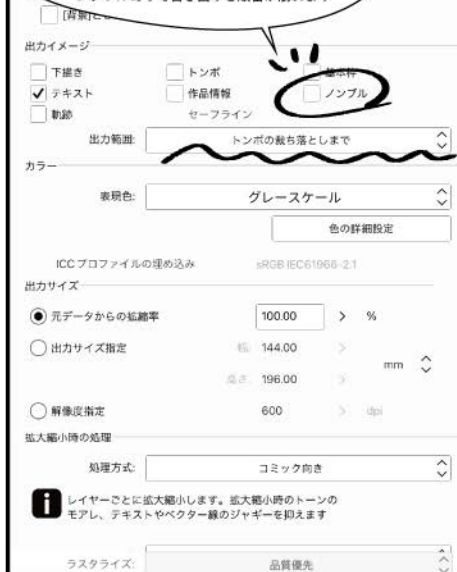 [背景]と
出力イメージ
下描き トンボ 基本枠
テキスト 作品情報 ノンブル
軌跡 セーフライン
出力範囲: トンボの裁ち落としまで
カラー
表現色: グレースケール
色の詳細設定
ICCプロファイルの埋め込み sRGB IEC61966-2.1
出力サイズ
元データからの拡縮率 100.00 > %
出力サイズ指定 幅: 144.00 >
mm
高さ: 196.00 >
解像度指定 600 > dpi
拡大縮小時の処理
処理方式: コミック向き
i レイヤーごとに拡大縮小します。拡大縮小時のトーンの
モアレ、テキストやベクター線のジャギーを抑えます
ラスタライズ: 品質優先